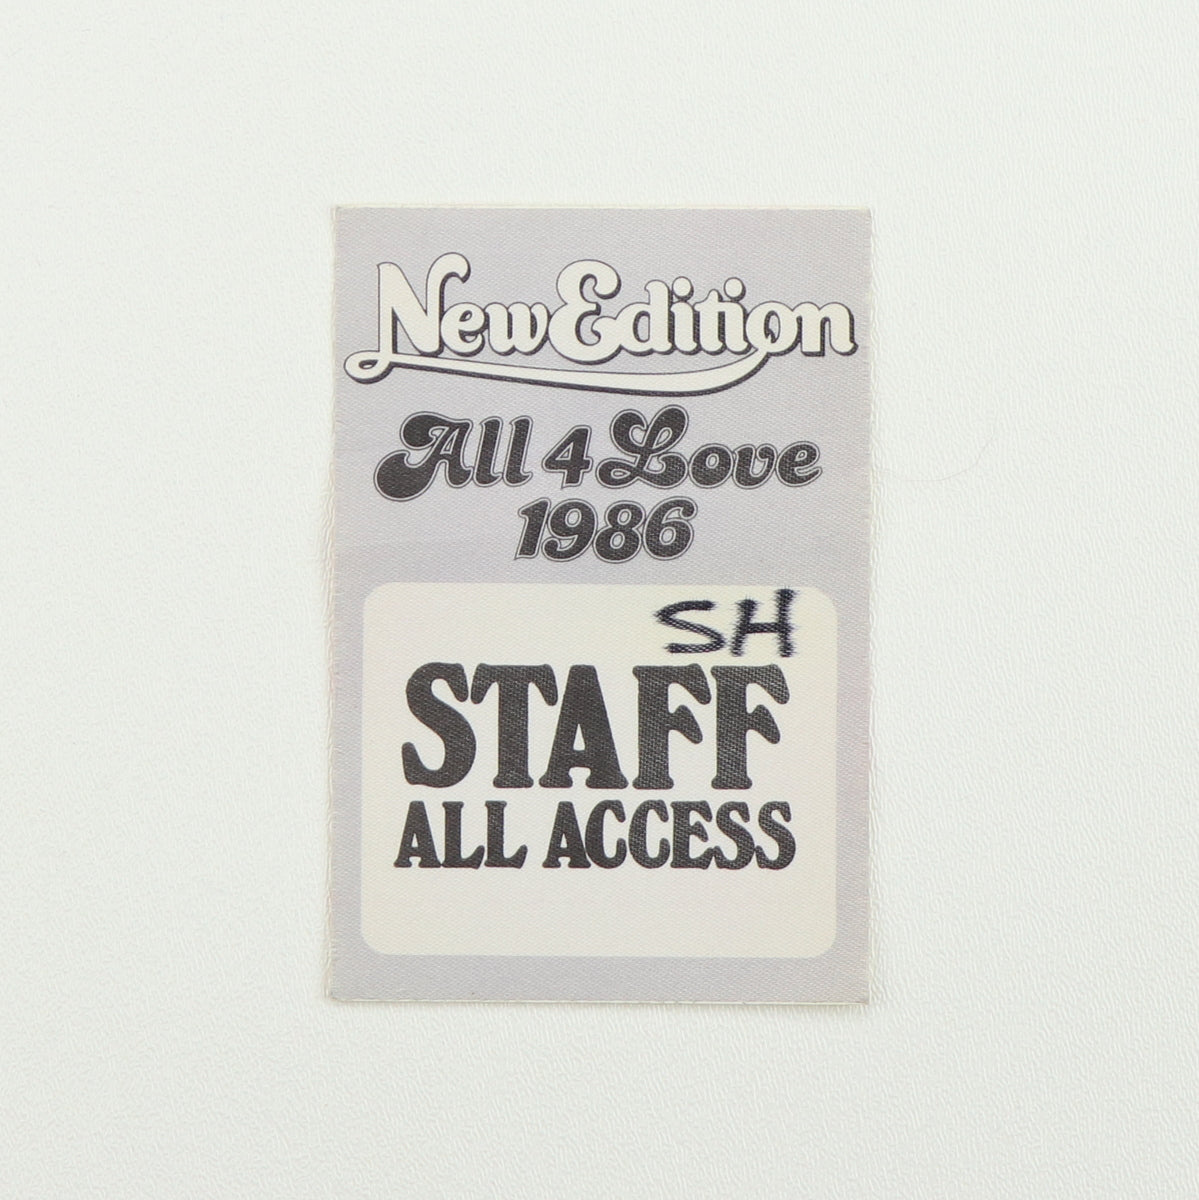 New Edition
All 4 Love
1986
SH
STAFF
ALL ACCESS